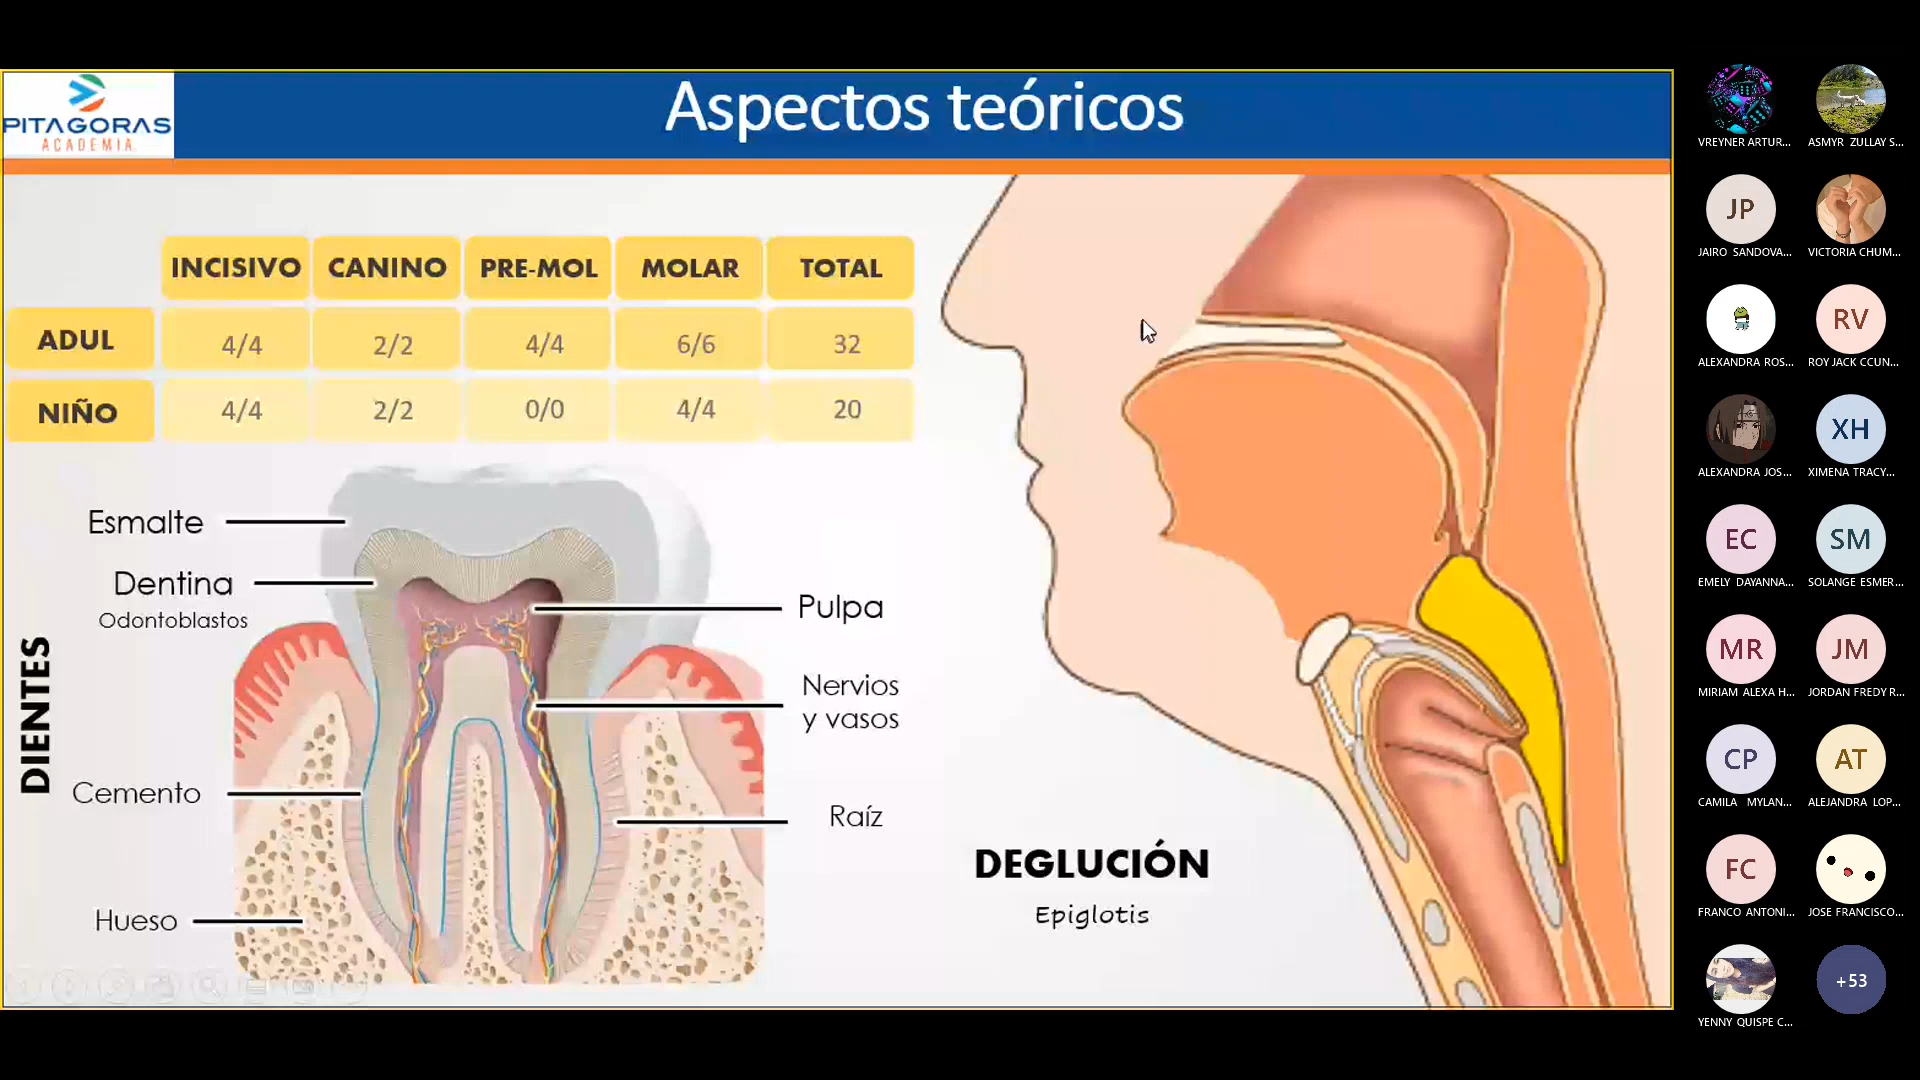 PITAGORAS
ACADEMIA
Aspectos teóricos
INCISIVO CANINO PRE-MOL MOLAR TOTAL
ADUL 4/4 2/2 4/4 6/6 32
NIÑO 4/4 2/2 0/0 4/4 20
DIENTES
Esmalte
Dentina
Odontoblastos
Cemento
Hueso
Pulpa
Nervios
y vasos
Raíz
DEGLUCIÓN
Epiglotis
VREYNER ARTUR...
ASMYR ZULLAY S...
JP
JAIRO SANDOVA...
VICTORIA CHUM...
ALEXANDRA ROS...
RV
ROY JACK CCUN...
ALEXANDRA JOS...
XH
XIMENA TRACY...
EC
EMELY DAYANNA...
SM
SOLANGE ESMER...
MR
MIRIAM ALEXA H...
JM
JORDAN FREDY R...
CP
CAMILA MYLAN...
AT
ALEJANDRA LOP...
FC
FRANCO ANTONI...
JOSE FRANCISCO...
YENNY QUISPE C...
+53